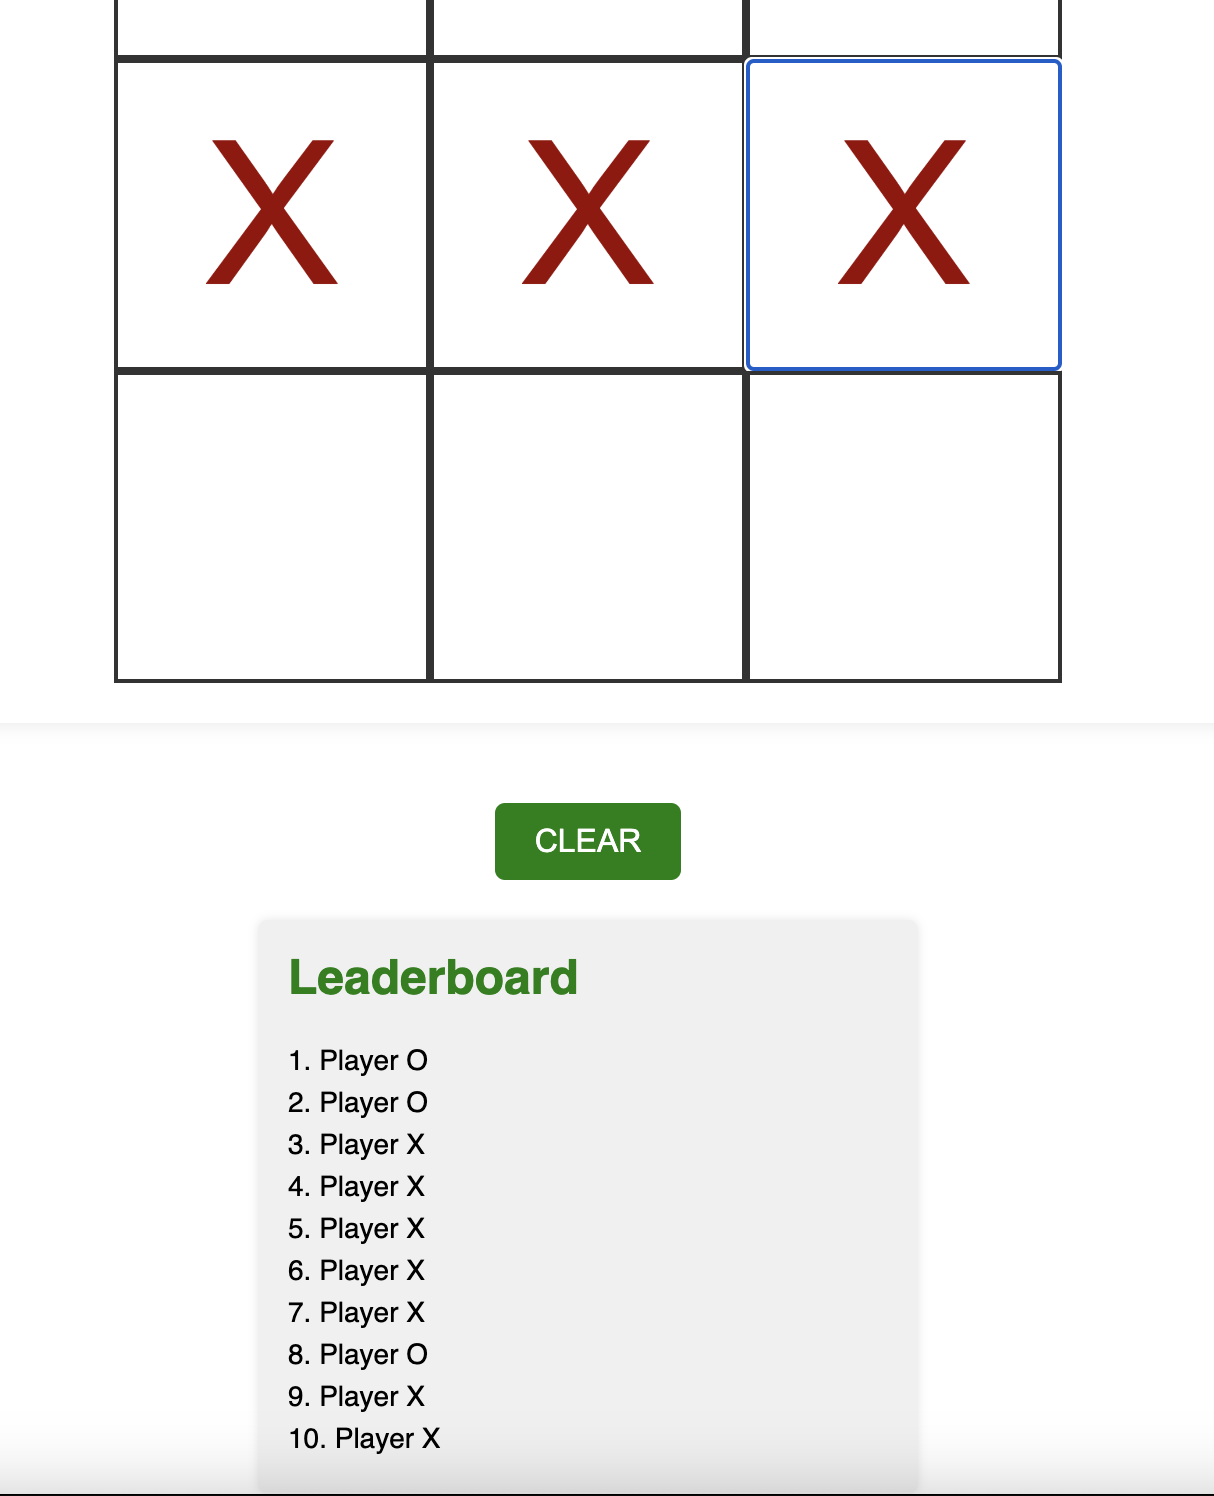 X X X
CLEAR
Leaderboard
1. Player O
2. Player O
3. Player X
4. Player X
5. Player X
6. Player X
7. Player X
8. Player O
9. Player X
10. Player X